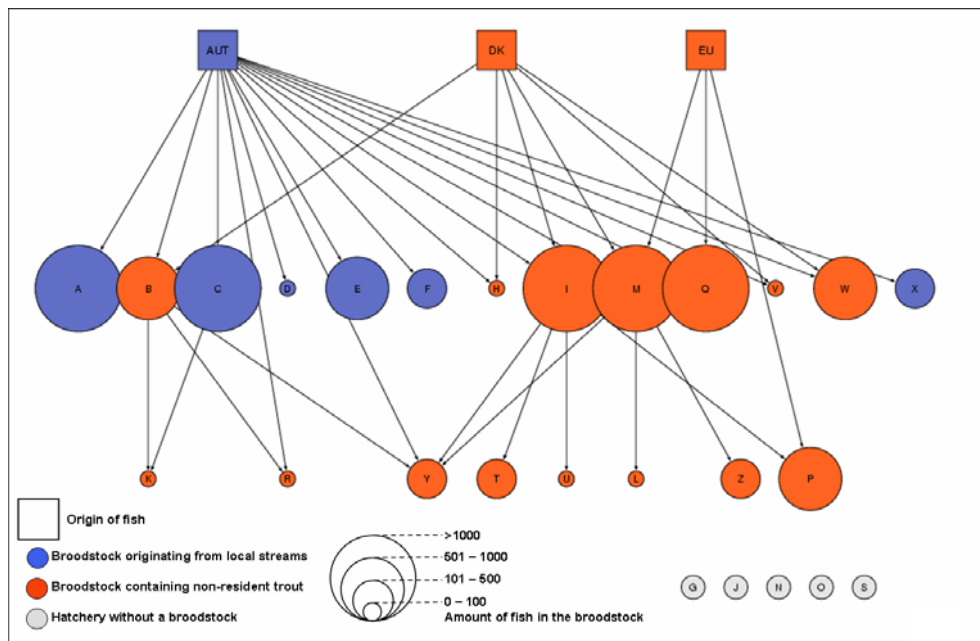 AUT DK EU
A B C D E F H I M Q V W X
K R Y T U L Z P
Origin of fish
Broodstock originating from local streams
Broodstock containing non-resident trout
Hatchery without a broodstock
>1000
501 – 1000
101 – 500
0 – 100
Amount of fish in the broodstock
G J N O S